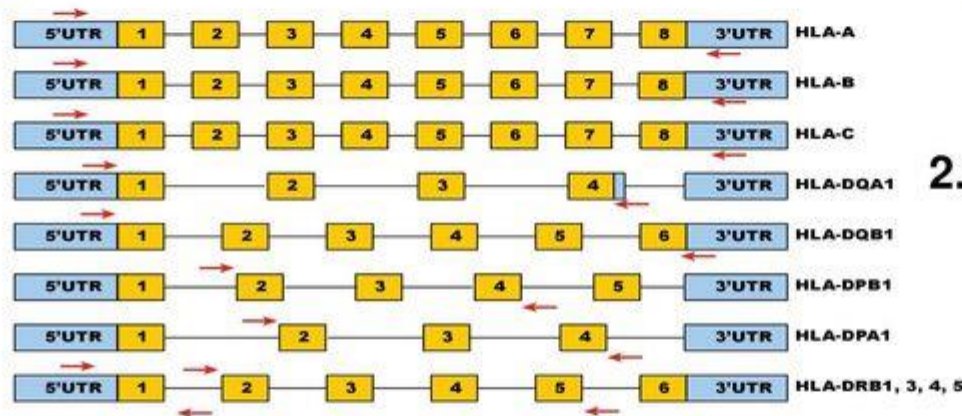 5'UTR 1 2 3 4 5 6 7 8 3'UTR HLA-A
5'UTR 1 2 3 4 5 6 7 8 3'UTR HLA-B
5'UTR 1 2 3 4 5 6 7 8 3'UTR HLA-C
2.
5'UTR 1 2 3 4 3'UTR HLA-DQA1
5'UTR 1 2 3 4 5 6 3'UTR HLA-DQB1
5'UTR 1 2 3 4 5 3'UTR HLA-DPB1
5'UTR 1 2 3 4 3'UTR HLA-DPA1
5'UTR 1 2 3 4 5 6 3'UTR HLA-DRB1, 3, 4, 5